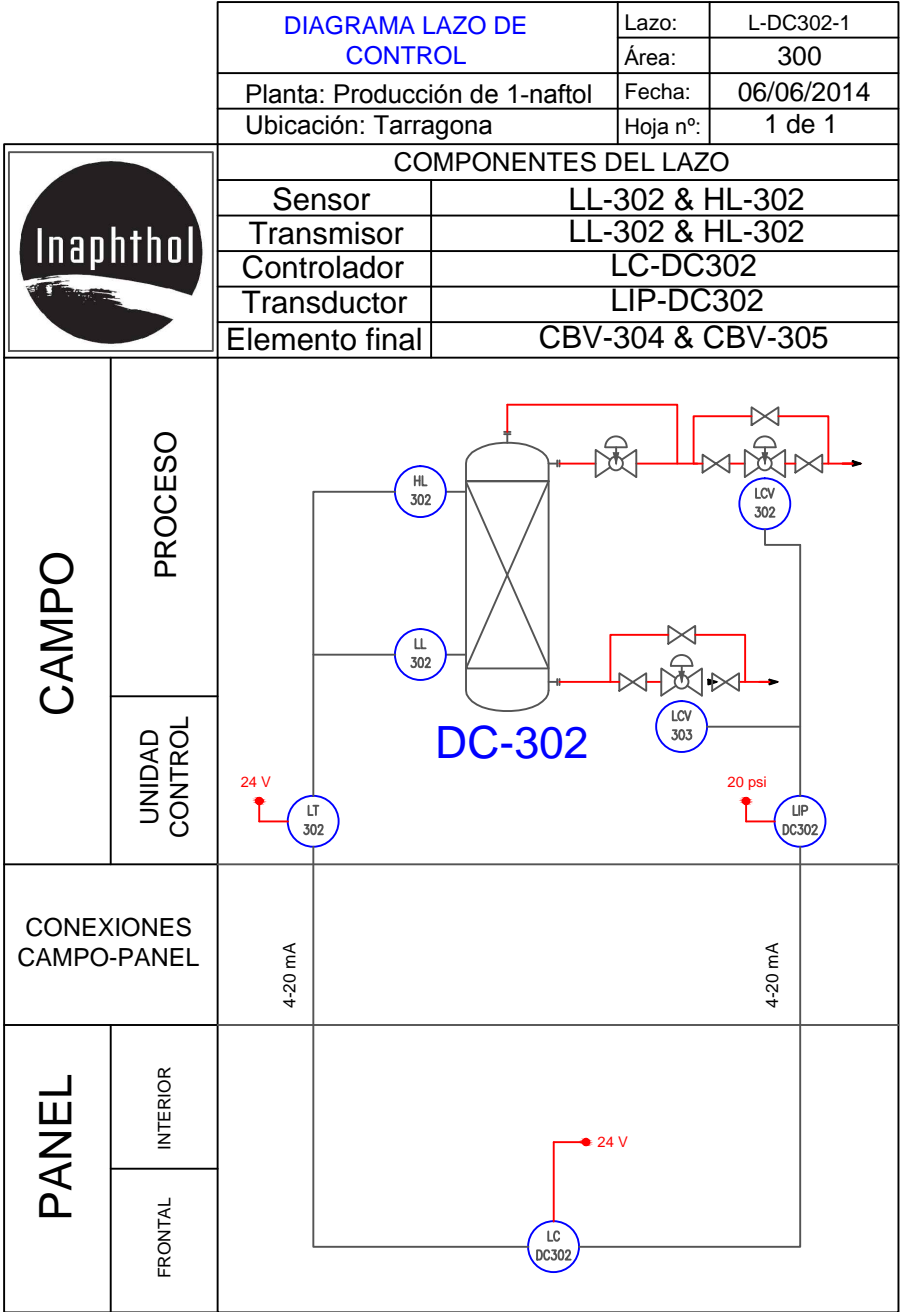 DIAGRAMA LAZO DE
CONTROL
Lazo: L-DC302-1
Área: 300
Planta: Producción de 1-naftol
Fecha: 06/06/2014
Ubicación: Tarragona
Hoja nº: 1 de 1
Inaphthol
COMPONENTES DEL LAZO
Sensor LL-302 & HL-302
Transmisor LL-302 & HL-302
Controlador LC-DC302
Transductor LIP-DC302
Elemento final CBV-304 & CBV-305
CAMPO
PROCESO
UNIDAD
CONTROL
HL
302
LCV
302
LL
302
LCV
303
DC-302
24 V
LT
302
20 psi
LIP
DC302
CONEXIONES
CAMPO-PANEL
4-20 mA
4-20 mA
PANEL
INTERIOR
FRONTAL
24 V
LC
DC302